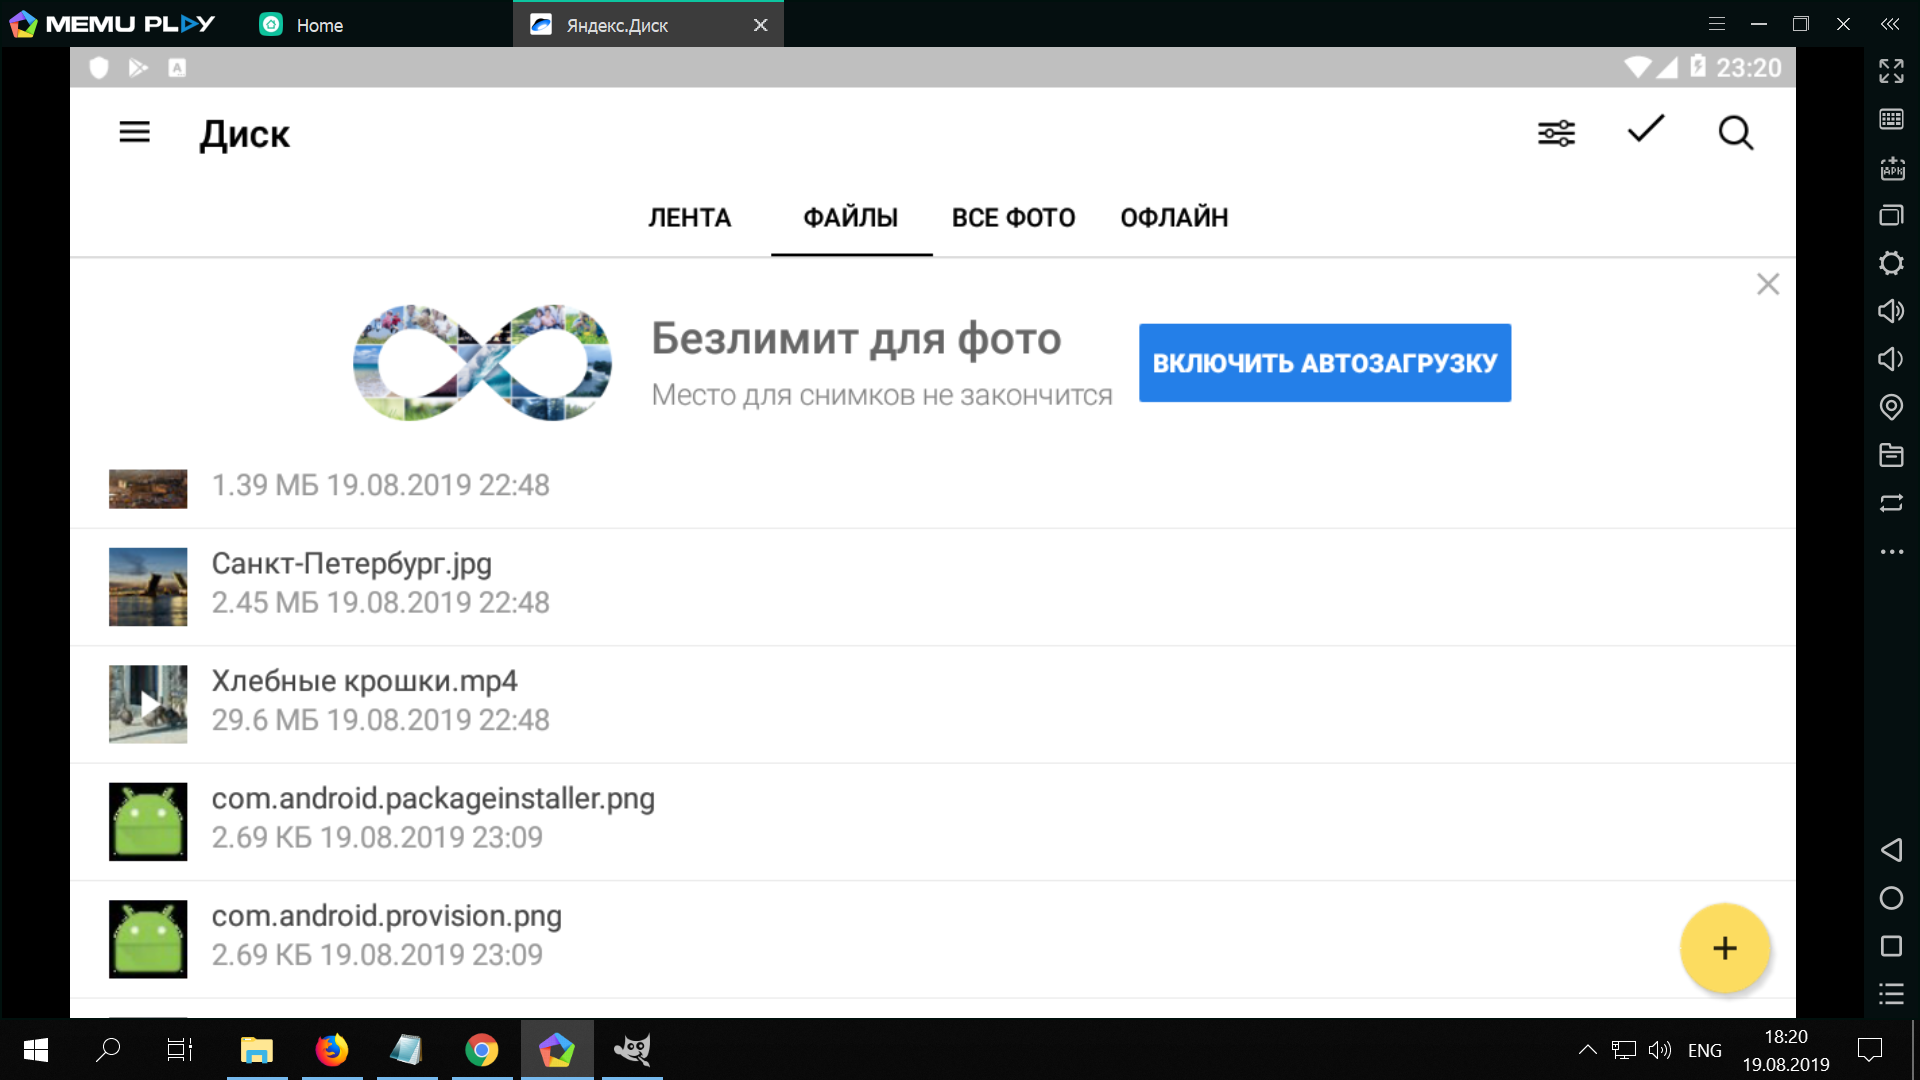 MEMU PLAY
Home
Яндекс.Диск
A
23:20
Диск
ЛЕНТА
ФАЙЛЫ
ВСЕ ФОТО
ОФЛАЙН
Безлимит для фото
Место для снимков не закончится
ВКЛЮЧИТЬ АВТОЗАГРУЗКУ
1.39 МБ 19.08.2019 22:48
Санкт-Петербург.jpg
2.45 МБ 19.08.2019 22:48
Хлебные крошки.mp4
29.6 МБ 19.08.2019 22:48
com.android.packageinstaller.png
2.69 КБ 19.08.2019 23:09
com.android.provision.png
2.69 КБ 19.08.2019 23:09
APK
ENG
18:20
19.08.2019